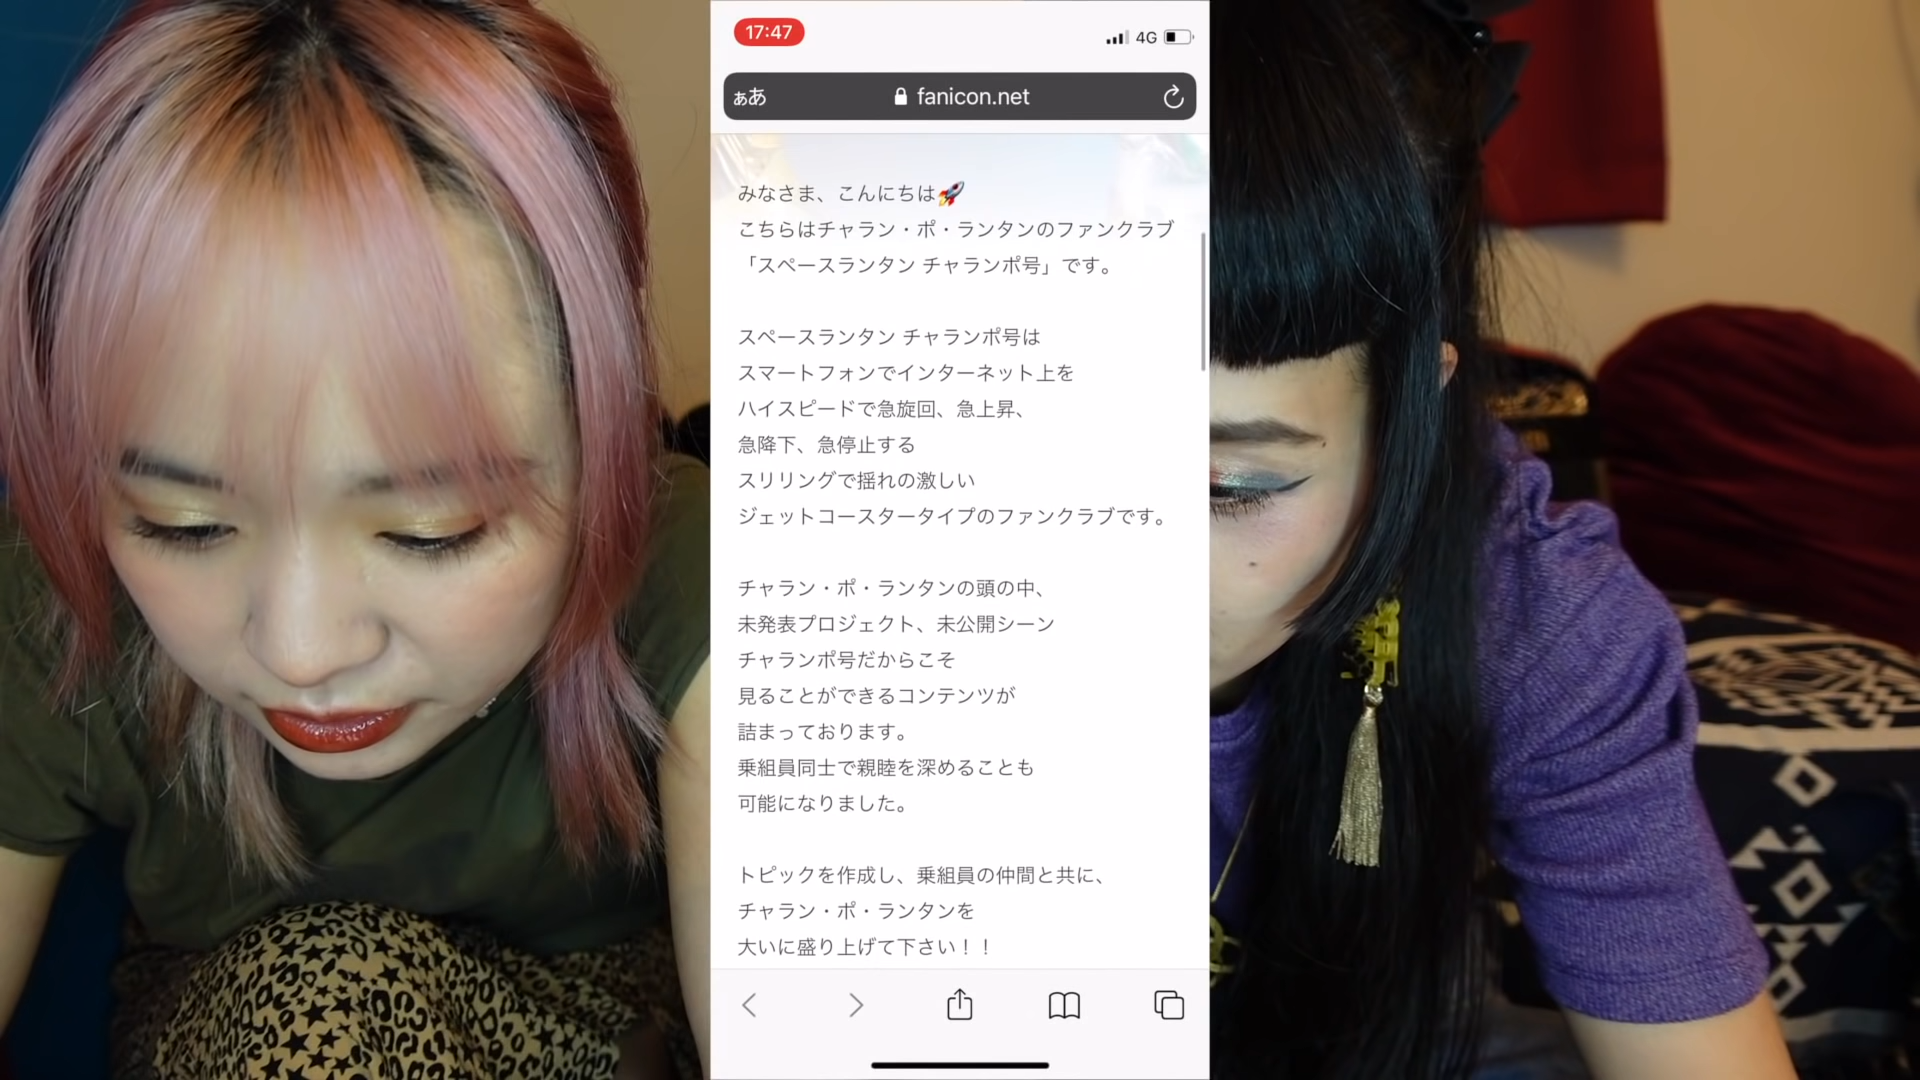 17:47
4G
ぁあ
fanicon.net
みなさま、こんにちは🚀
こちらはチャラン・ポ・ランタンのファンクラブ
「スペースランタン チャランポ号」です。
スペースランタン チャランポ号は
スマートフォンでインターネット上を
ハイスピードで急旋回、急上昇、
急降下、急停止する
スリリングで揺れの激しい
ジェットコースタータイプのファンクラブです。
チャラン・ポ・ランタンの頭の中、
未発表プロジェクト、未公開シーン
チャランポ号だからこそ
見ることができるコンテンツが
詰まっております。
乗組員同士で親睦を深めることも
可能になりました。
トピックを作成し、乗組員の仲間と共に、
チャラン・ポ・ランタンを
大いに盛り上げて下さい！！